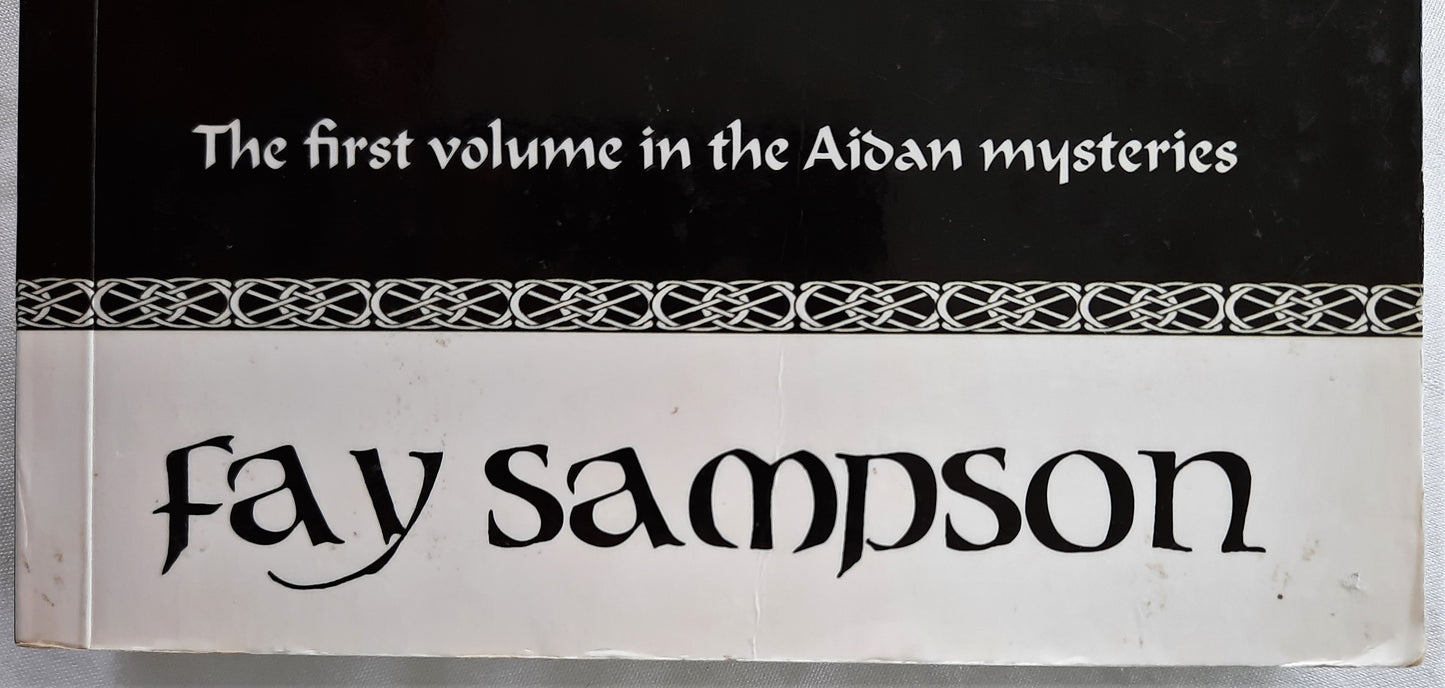 The first volume in the Aidan mysteries
fay sampson